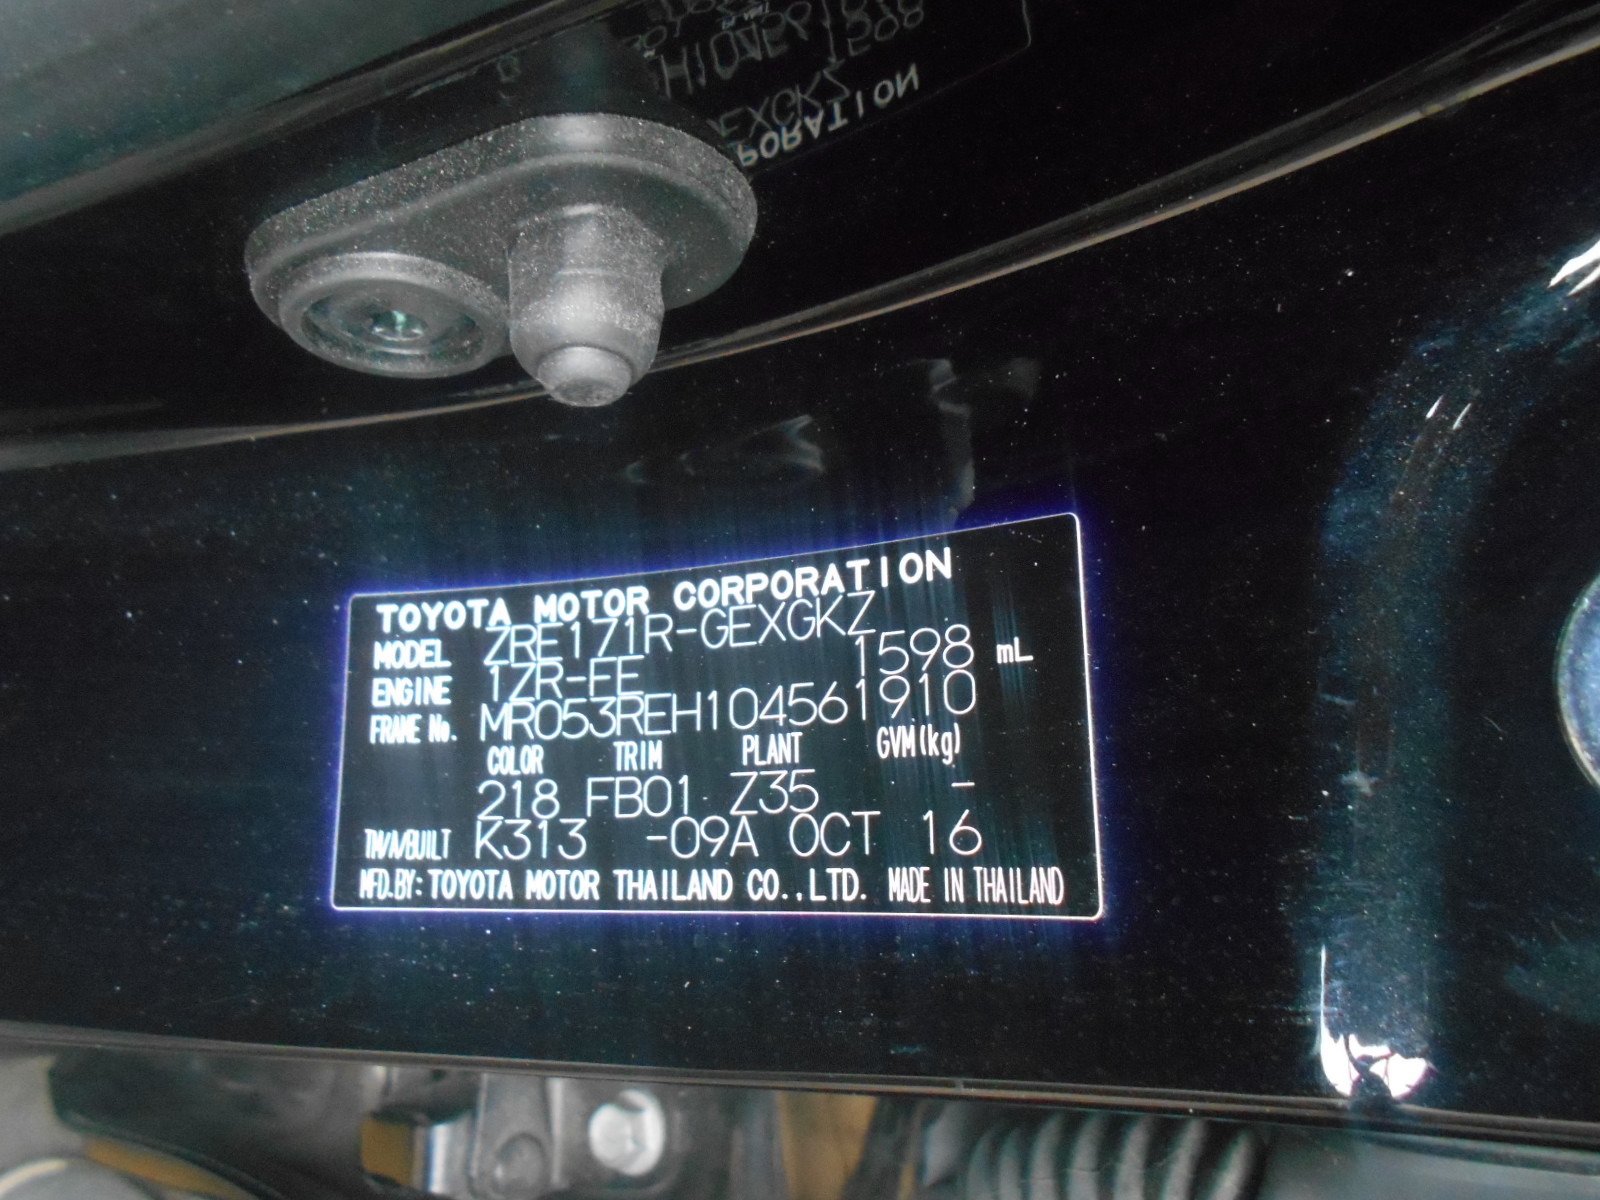 TOYOTA MOTOR CORPORATION
MODEL ZRE171R-GEXGKZ
ENGINE 1ZR-FE 1598 mL
FRAME No. MR053REH104561910
COLOR TRIM PLANT GVM(kg)
218 FB01 Z35 -
TM/A/BUILT K313 -09A OCT 16
MFD.BY: TOYOTA MOTOR THAILAND CO.,LTD. MADE IN THAILAND